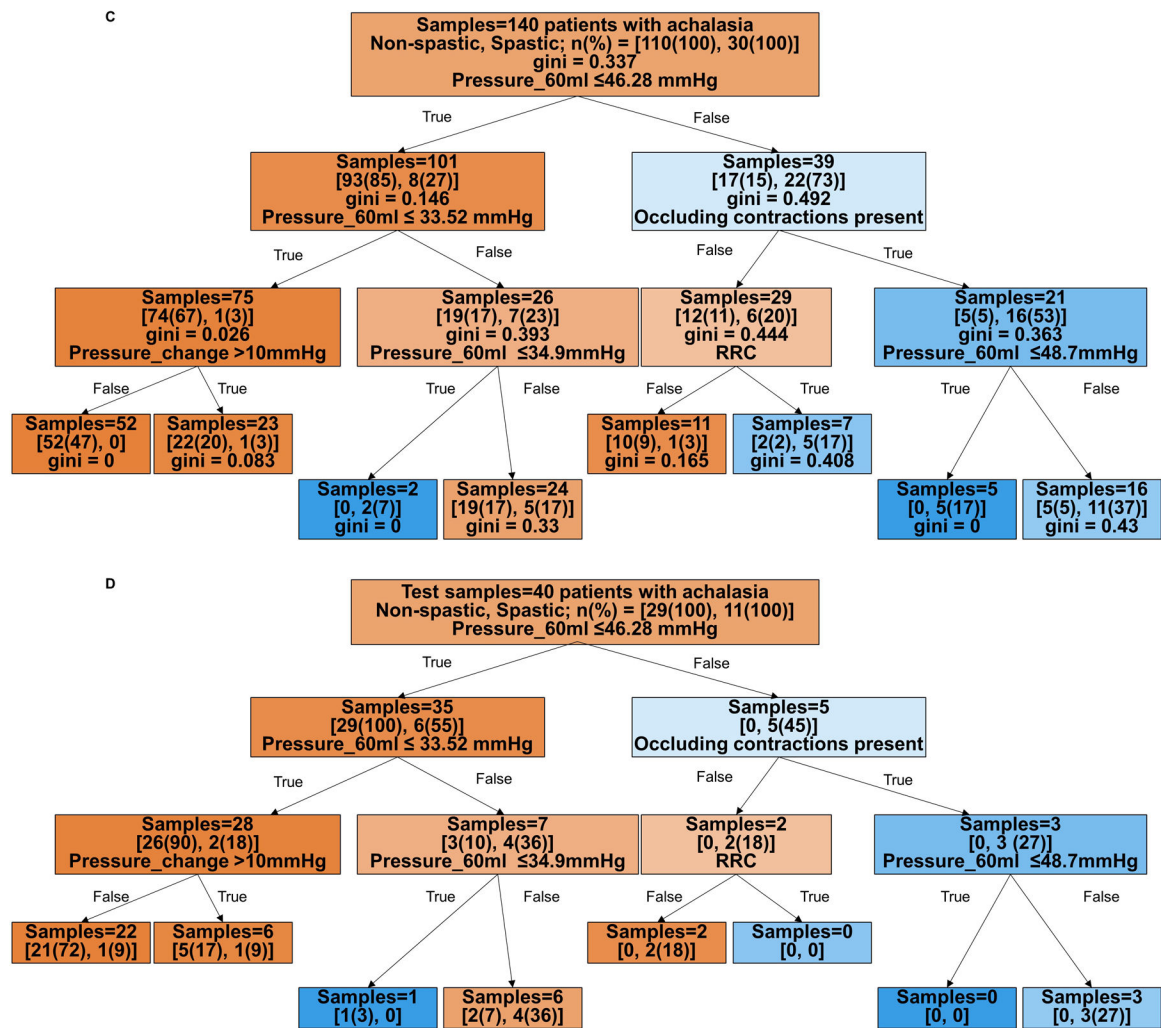 C
Samples=140 patients with achalasia
Non-spastic, Spastic; n(%) = [110(100), 30(100)]
gini = 0.337
Pressure_60ml ≤46.28 mmHg
True
False
Samples=101
[93(85), 8(27)]
gini = 0.146
Pressure_60ml ≤ 33.52 mmHg
Samples=39
[17(15), 22(73)]
gini = 0.492
Occluding contractions present
True
False
False
True
Samples=75
[74(67), 1(3)]
gini = 0.026
Pressure_change >10mmHg
Samples=26
[19(17), 7(23)]
gini = 0.393
Pressure_60ml ≤34.9mmHg
Samples=29
[12(11), 6(20)]
gini = 0.444
RRC
Samples=21
[5(5), 16(53)]
gini = 0.363
Pressure_60ml ≤48.7mmHg
False
True
True
False
False
True
True
False
Samples=52
[52(47), 0]
gini = 0
Samples=23
[22(20), 1(3)]
gini = 0.083
Samples=11
[10(9), 1(3)]
gini = 0.165
Samples=7
[2(2), 5(17)]
gini = 0.408
Samples=2
[0, 2(7)]
gini = 0
Samples=24
[19(17), 5(17)]
gini = 0.33
Samples=5
[0, 5(17)]
gini = 0
Samples=16
[5(5), 11(37)]
gini = 0.43
D
Test samples=40 patients with achalasia
Non-spastic, Spastic; n(%) = [29(100), 11(100)]
Pressure_60ml ≤46.28 mmHg
True
False
Samples=35
[29(100), 6(55)]
Pressure_60ml ≤ 33.52 mmHg
Samples=5
[0, 5(45)]
Occluding contractions present
True
False
False
True
Samples=28
[26(90), 2(18)]
Pressure_change >10mmHg
Samples=7
[3(10), 4(36)]
Pressure_60ml ≤34.9mmHg
Samples=2
[0, 2(18)]
RRC
Samples=3
[0, 3 (27)]
Pressure_60ml ≤48.7mmHg
False
True
True
False
False
True
True
False
Samples=22
[21(72), 1(9)]
Samples=6
[5(17), 1(9)]
Samples=2
[0, 2(18)]
Samples=0
[0, 0]
Samples=1
[1(3), 0]
Samples=6
[2(7), 4(36)]
Samples=0
[0, 0]
Samples=3
[0, 3(27)]